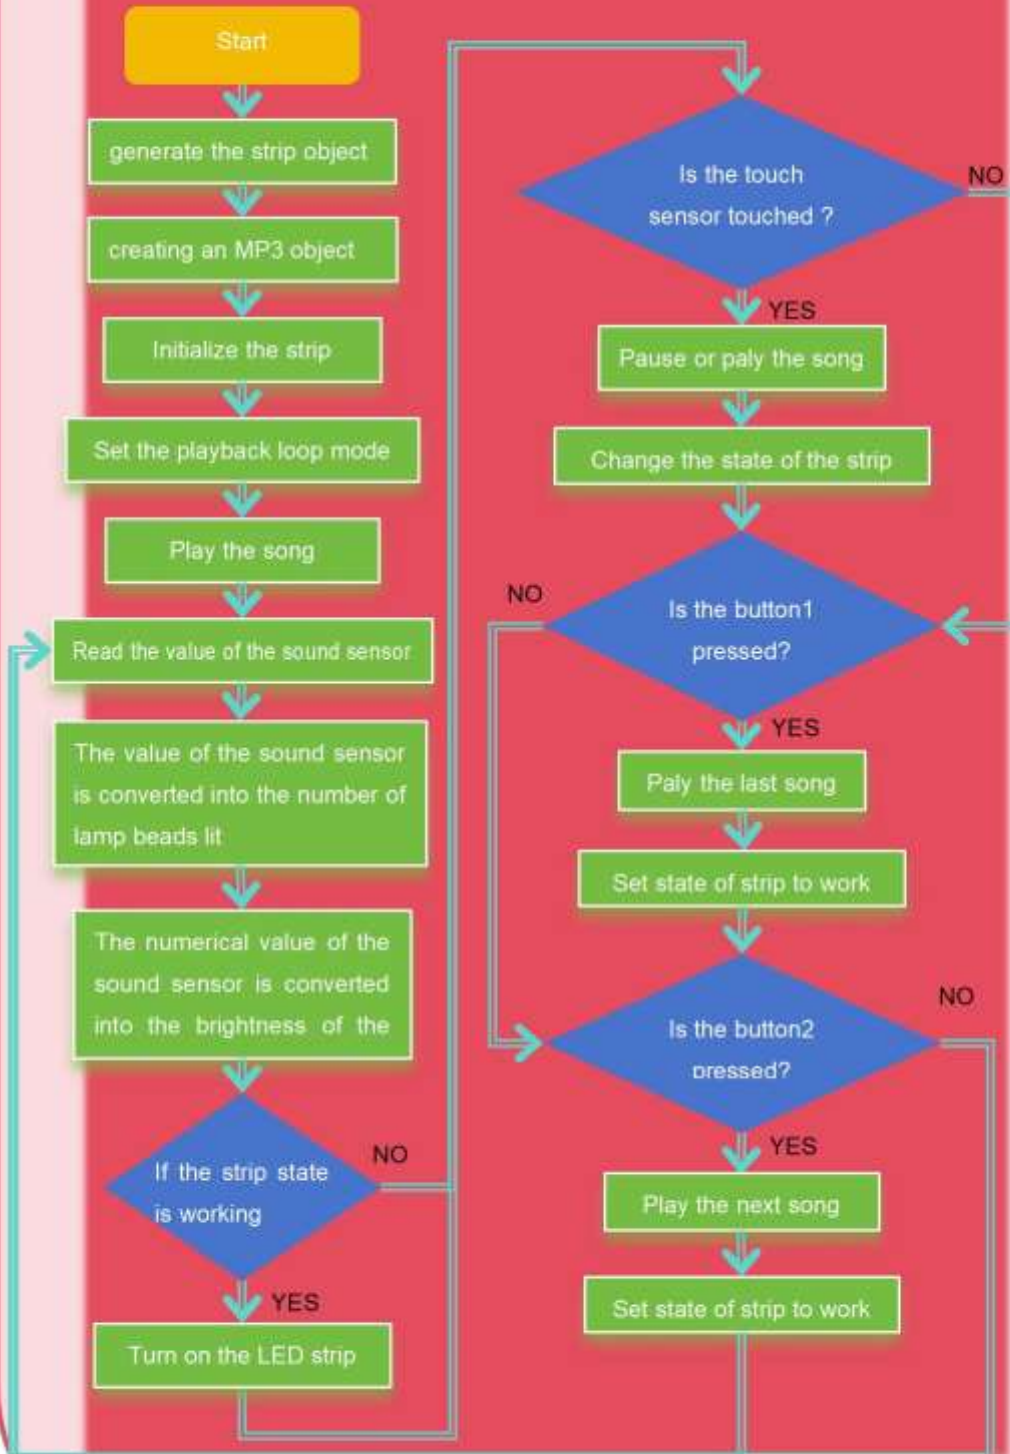 Start
generate the strip object
creating an MP3 object
Initialize the strip
Set the playback loop mode
Play the song
Read the value of the sound sensor
The value of the sound sensor
is converted into the number of
lamp beads lit
The numerical value of the
sound sensor is converted
into the brightness of the
If the strip state
is working
NO
YES
Turn on the LED strip
Is the touch
sensor touched ?
NO
YES
Pause or paly the song
Change the state of the strip
Is the button1
pressed?
NO
YES
Paly the last song
Set state of strip to work
Is the button2
pressed?
NO
YES
Play the next song
Set state of strip to work